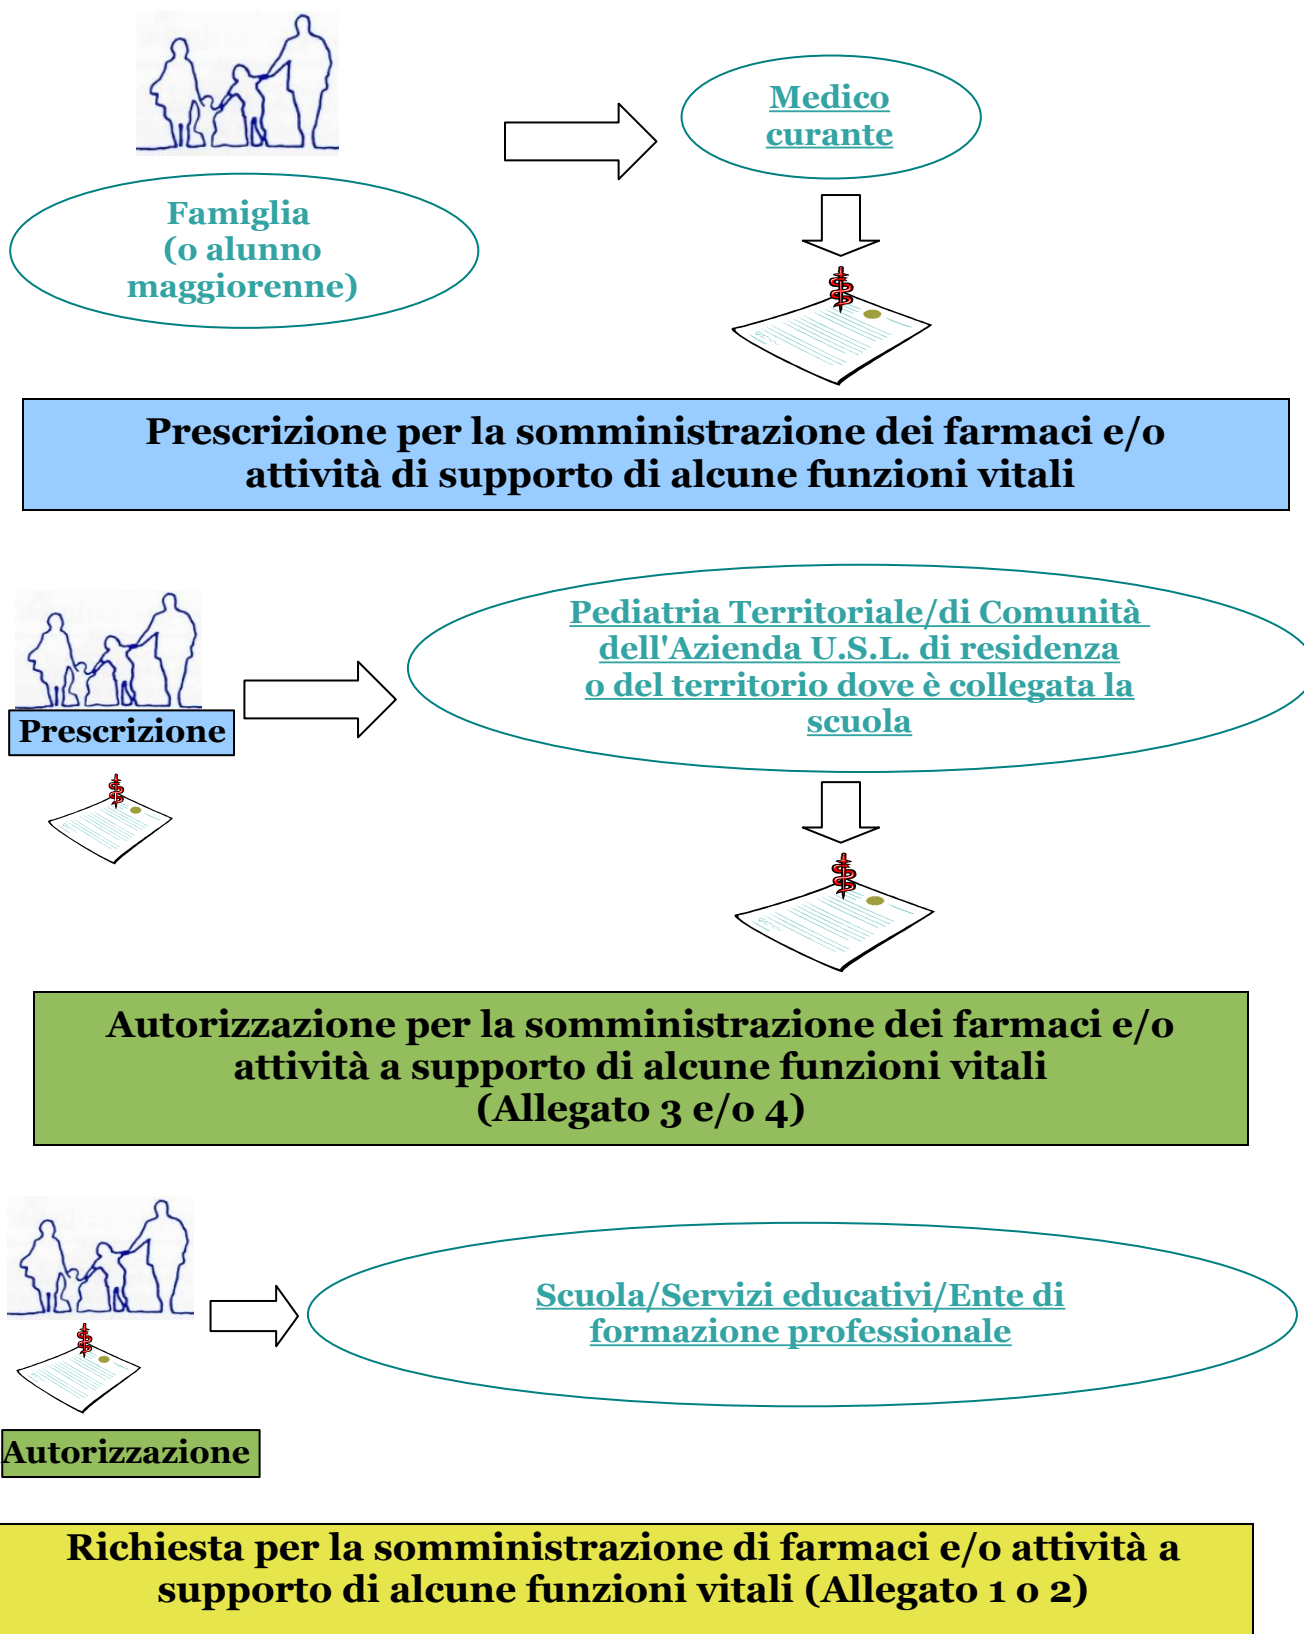 Medico
curante
Famiglia
(o alunno
maggiorenne)
Prescrizione per la somministrazione dei farmaci e/o
attività di supporto di alcune funzioni vitali
Pediatria Territoriale/di Comunità
dell'Azienda U.S.L. di residenza
o del territorio dove è collegata la
scuola
Prescrizione
Autorizzazione per la somministrazione dei farmaci e/o
attività a supporto di alcune funzioni vitali
(Allegato 3 e/o 4)
Scuola/Servizi educativi/Ente di
formazione professionale
Autorizzazione
Richiesta per la somministrazione di farmaci e/o attività a
supporto di alcune funzioni vitali (Allegato 1 o 2)